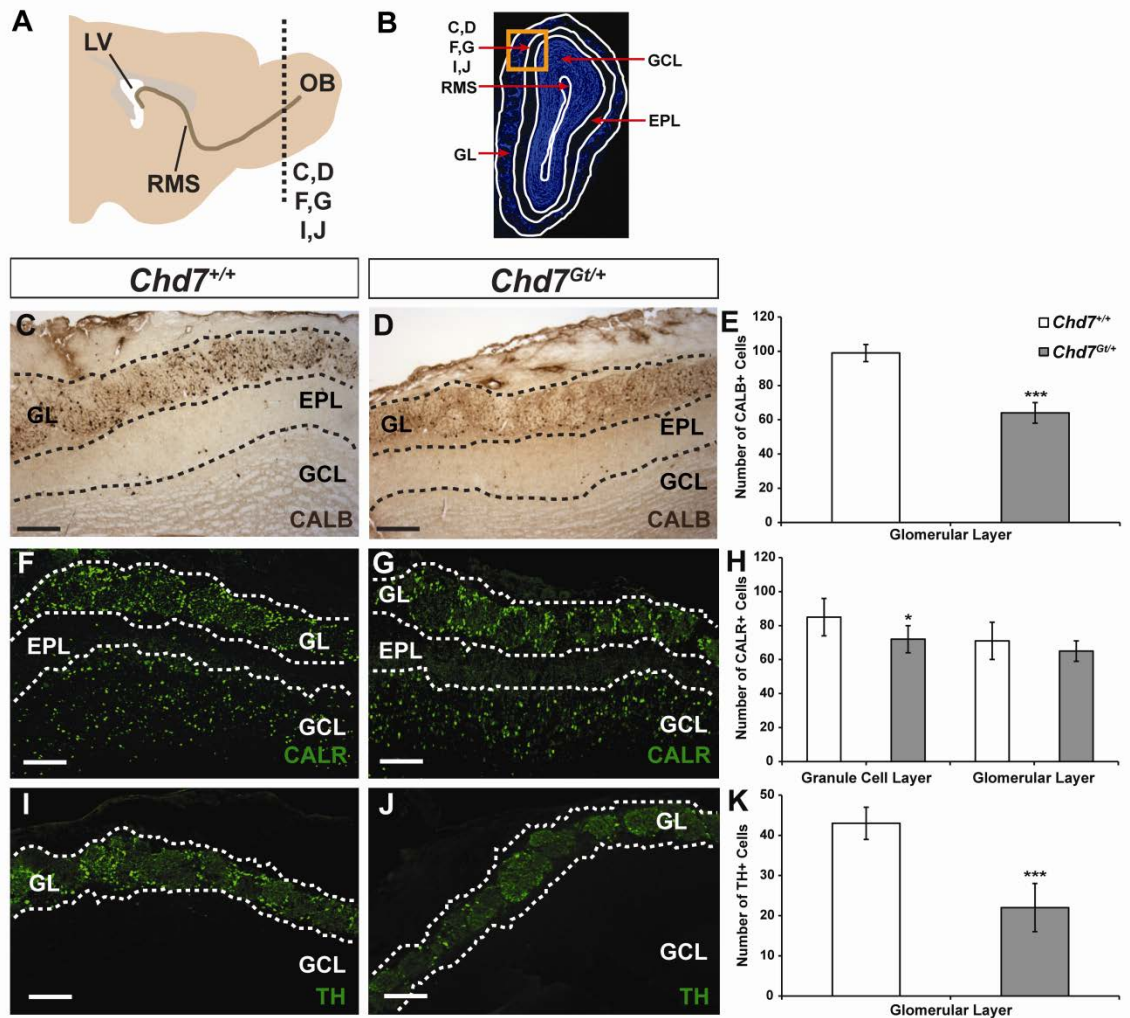 A
LV
OB
RMS
C,D
F,G
I,J
B
C,D
F,G
I,J
RMS
GL
GCL
EPL
Chd7+/+
Chd7Gt/+
C
GL
EPL
GCL
CALB
D
GL
EPL
GCL
CALB
E
Number of CALB+ Cells
120
100
80
60
40
20
0
Chd7+/+
Chd7Gt/+
***
Glomerular Layer
F
GL
EPL
GCL
CALR
G
GL
EPL
GCL
CALR
H
Number of CALR+ Cells
120
100
80
60
40
20
0
*
Granule Cell Layer
Glomerular Layer
I
GL
GCL
TH
J
GL
GCL
TH
K
Number of TH+ Cells
50
40
30
20
10
0
***
Glomerular Layer